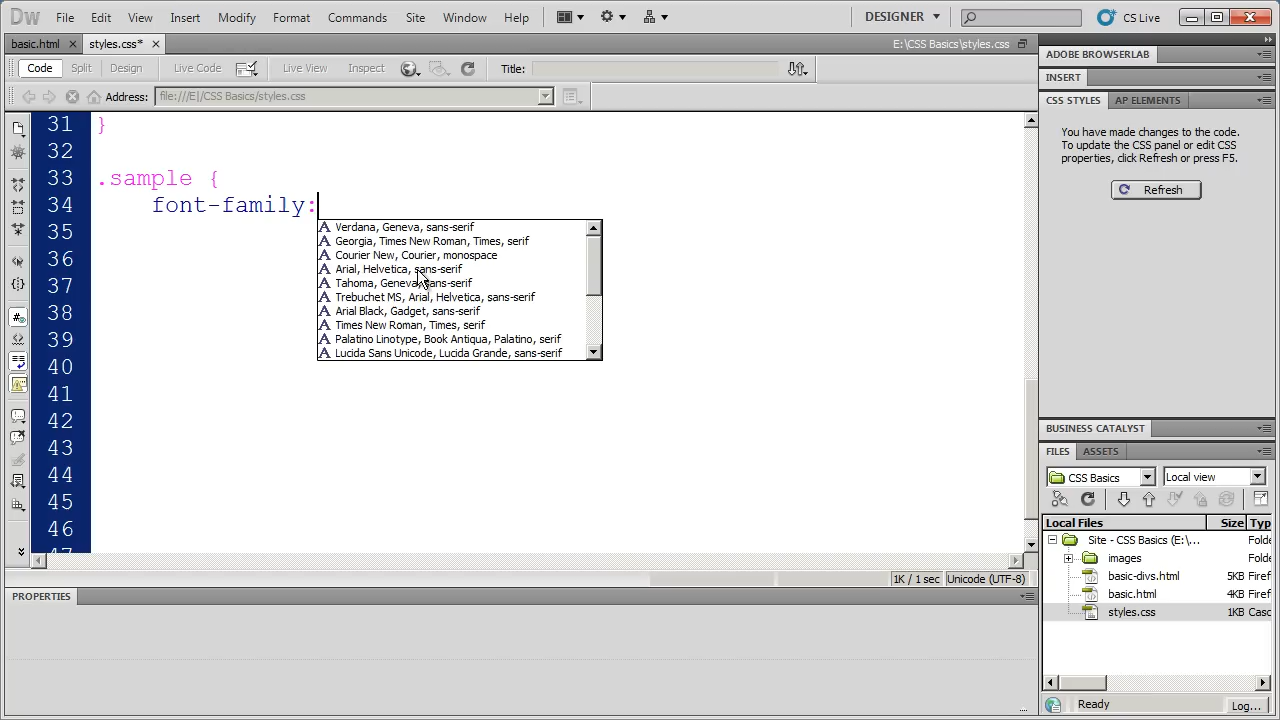 Dw File Edit View Insert Modify Format Commands Site Window Help DESIGNER CS Live
basic.html styles.css* E:\CSS Basics\styles.css
Code Split Design Live Code Live View Inspect Title:
Address: file:///E|/CSS Basics/styles.css
ADOBE BROWSERLAB
INSERT
CSS STYLES AP ELEMENTS
You have made changes to the code.
To update the CSS panel or edit CSS
properties, click Refresh or press F5.
Refresh
31 }
32
33 .sample {
34 font-family:
35
36
37
38
39
40
41
42
43
44
45
46
47
Verdana, Geneva, sans-serif
Georgia, Times New Roman, Times, serif
Courier New, Courier, monospace
Arial, Helvetica, sans-serif
Tahoma, Geneva, sans-serif
Trebuchet MS, Arial, Helvetica, sans-serif
Arial Black, Gadget, sans-serif
Times New Roman, Times, serif
Palatino Linotype, Book Antiqua, Palatino, serif
Lucida Sans Unicode, Lucida Grande, sans-serif
1K / 1 sec Unicode (UTF-8)
PROPERTIES
BUSINESS CATALYST
FILES ASSETS
CSS Basics Local view
Local Files Size Typ
Site - CSS Basics (E:\... Folde
images Folde
basic-divs.html 5KB Firef
basic.html 4KB Firef
styles.css 1KB Casc
Ready Log...